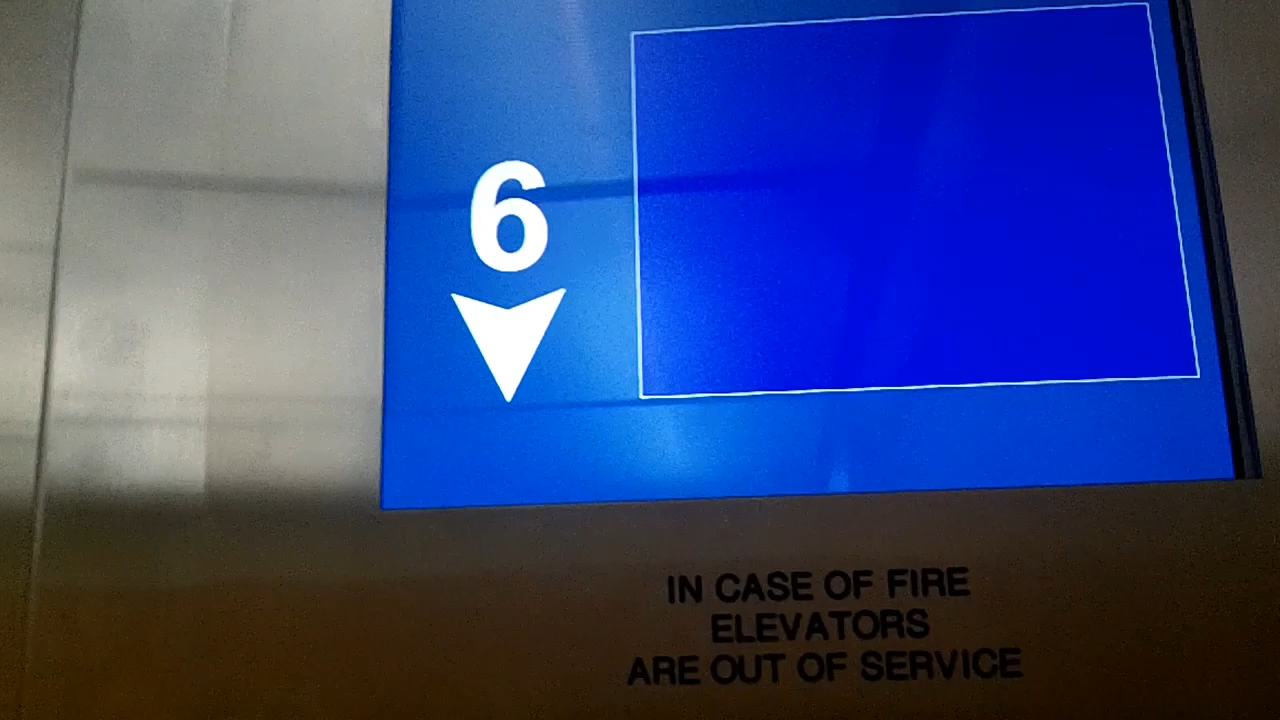 6
IN CASE OF FIRE
ELEVATORS
ARE OUT OF SERVICE